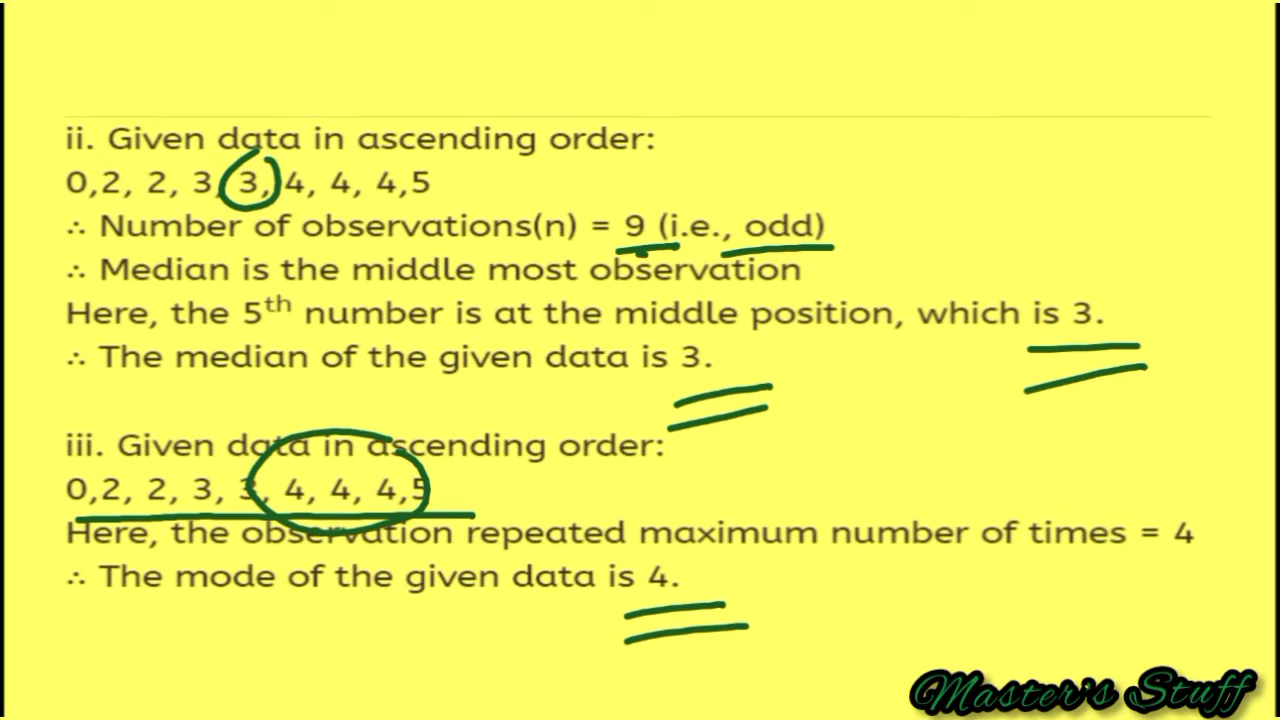 ii. Given data in ascending order:
0,2, 2, 3, 3, 4, 4, 4,5
∴ Number of observations(n) = 9 (i.e., odd)
∴ Median is the middle most observation
Here, the 5th number is at the middle position, which is 3.
∴ The median of the given data is 3.
iii. Given data in ascending order:
0,2, 2, 3, 3, 4, 4, 4,5
Here, the observation repeated maximum number of times = 4
∴ The mode of the given data is 4.
Master's Stuff